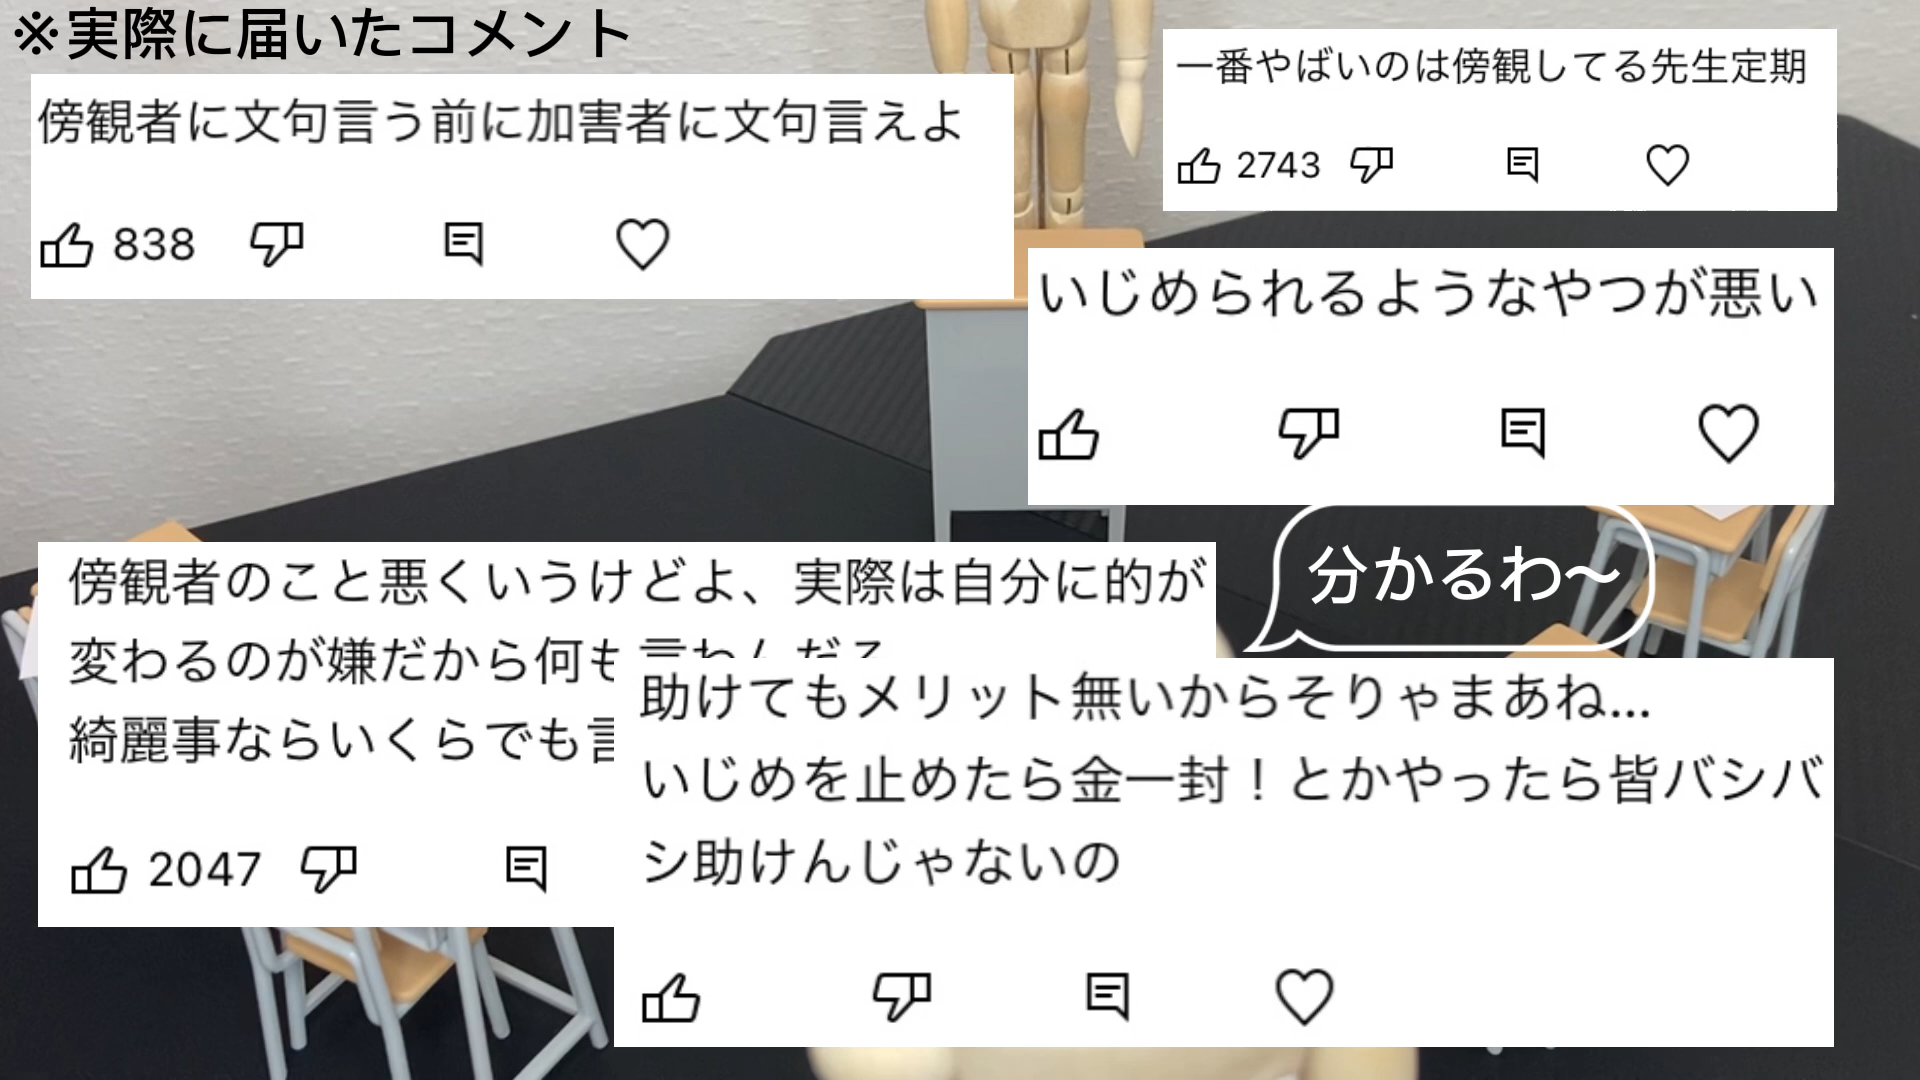 ※実際に届いたコメント
傍観者に文句言う前に加害者に文句言えよ
838
一番やばいのは傍観してる先生定期
2743
いじめられるようなやつが悪い
分かるわ〜
傍観者のこと悪くいうけどよ、実際は自分に的が
変わるのが嫌だから何も言わんだろ
綺麗事ならいくらでも言
2047
助けてもメリット無いからそりゃまあね...
いじめを止めたら金一封！とかやったら皆バシバ
シ助けんじゃないの